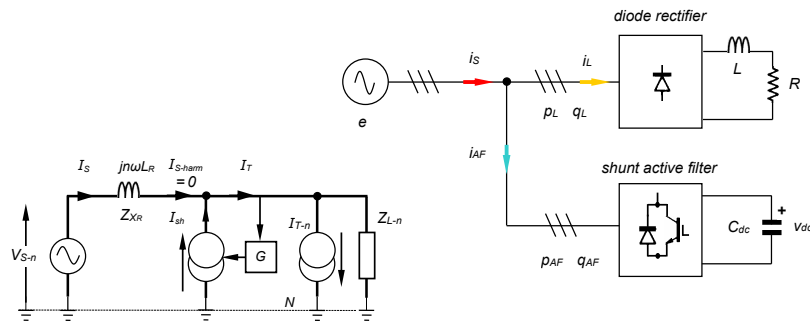 diode rectifier
iS
iL
L
R
e
pL qL
iAF
shunt active filter
L
Cdc
+
vdc
pAF qAF
IS
jnωLR
IS-harm
= 0
IT
ZXR
Ish
IT-n
ZL-n
VS-n
G
N